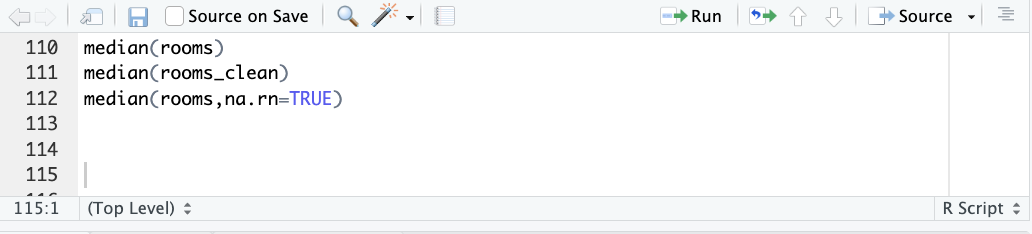 Source on Save Run Source
110 median(rooms)
111 median(rooms_clean)
112 median(rooms,na.rn=TRUE)
113
114
115
115:1 (Top Level) R Script